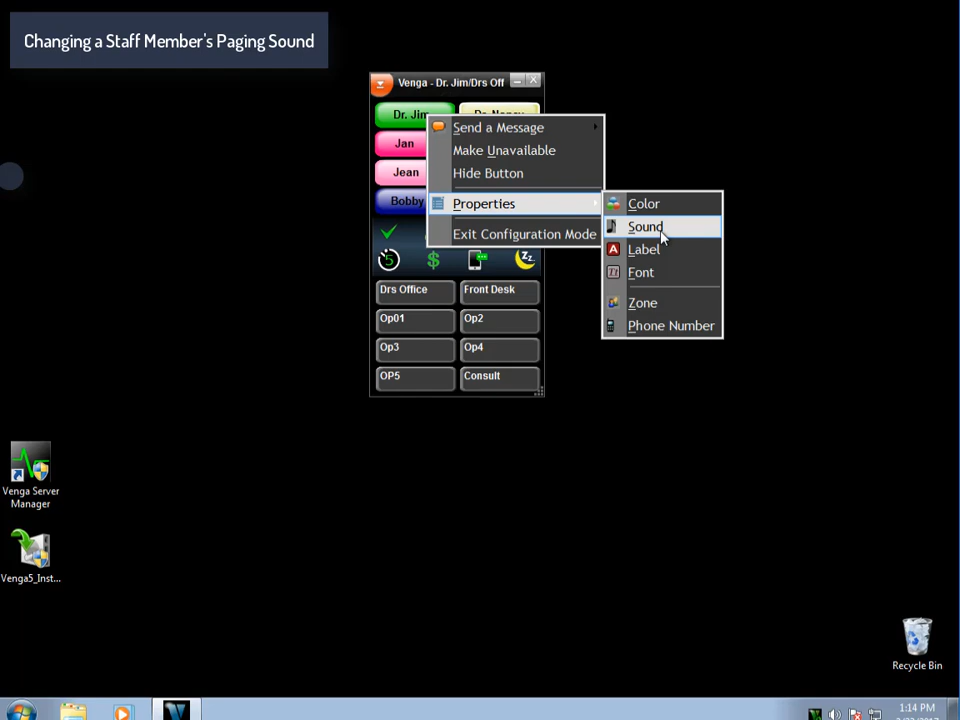 Changing a Staff Member's Paging Sound
Venga - Dr. Jim/Drs Off
Dr. Jim
Jan
Jean
Bobby
Send a Message
Make Unavailable
Hide Button
Properties
Exit Configuration Mode
Color
Sound
Label
Font
Zone
Phone Number
5
$
Drs Office
Front Desk
Op01
Op2
Op3
Op4
OP5
Consult
Venga Server
Manager
Venga5_Inst...
Recycle Bin
1:14 PM